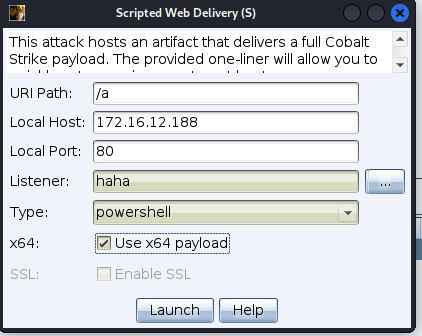 Scripted Web Delivery (S)
This attack hosts an artifact that delivers a full Cobalt
Strike payload. The provided one-liner will allow you to
URI Path: /a
Local Host: 172.16.12.188
Local Port: 80
Listener: haha ...
Type: powershell
x64: Use x64 payload
SSL: Enable SSL
Launch Help